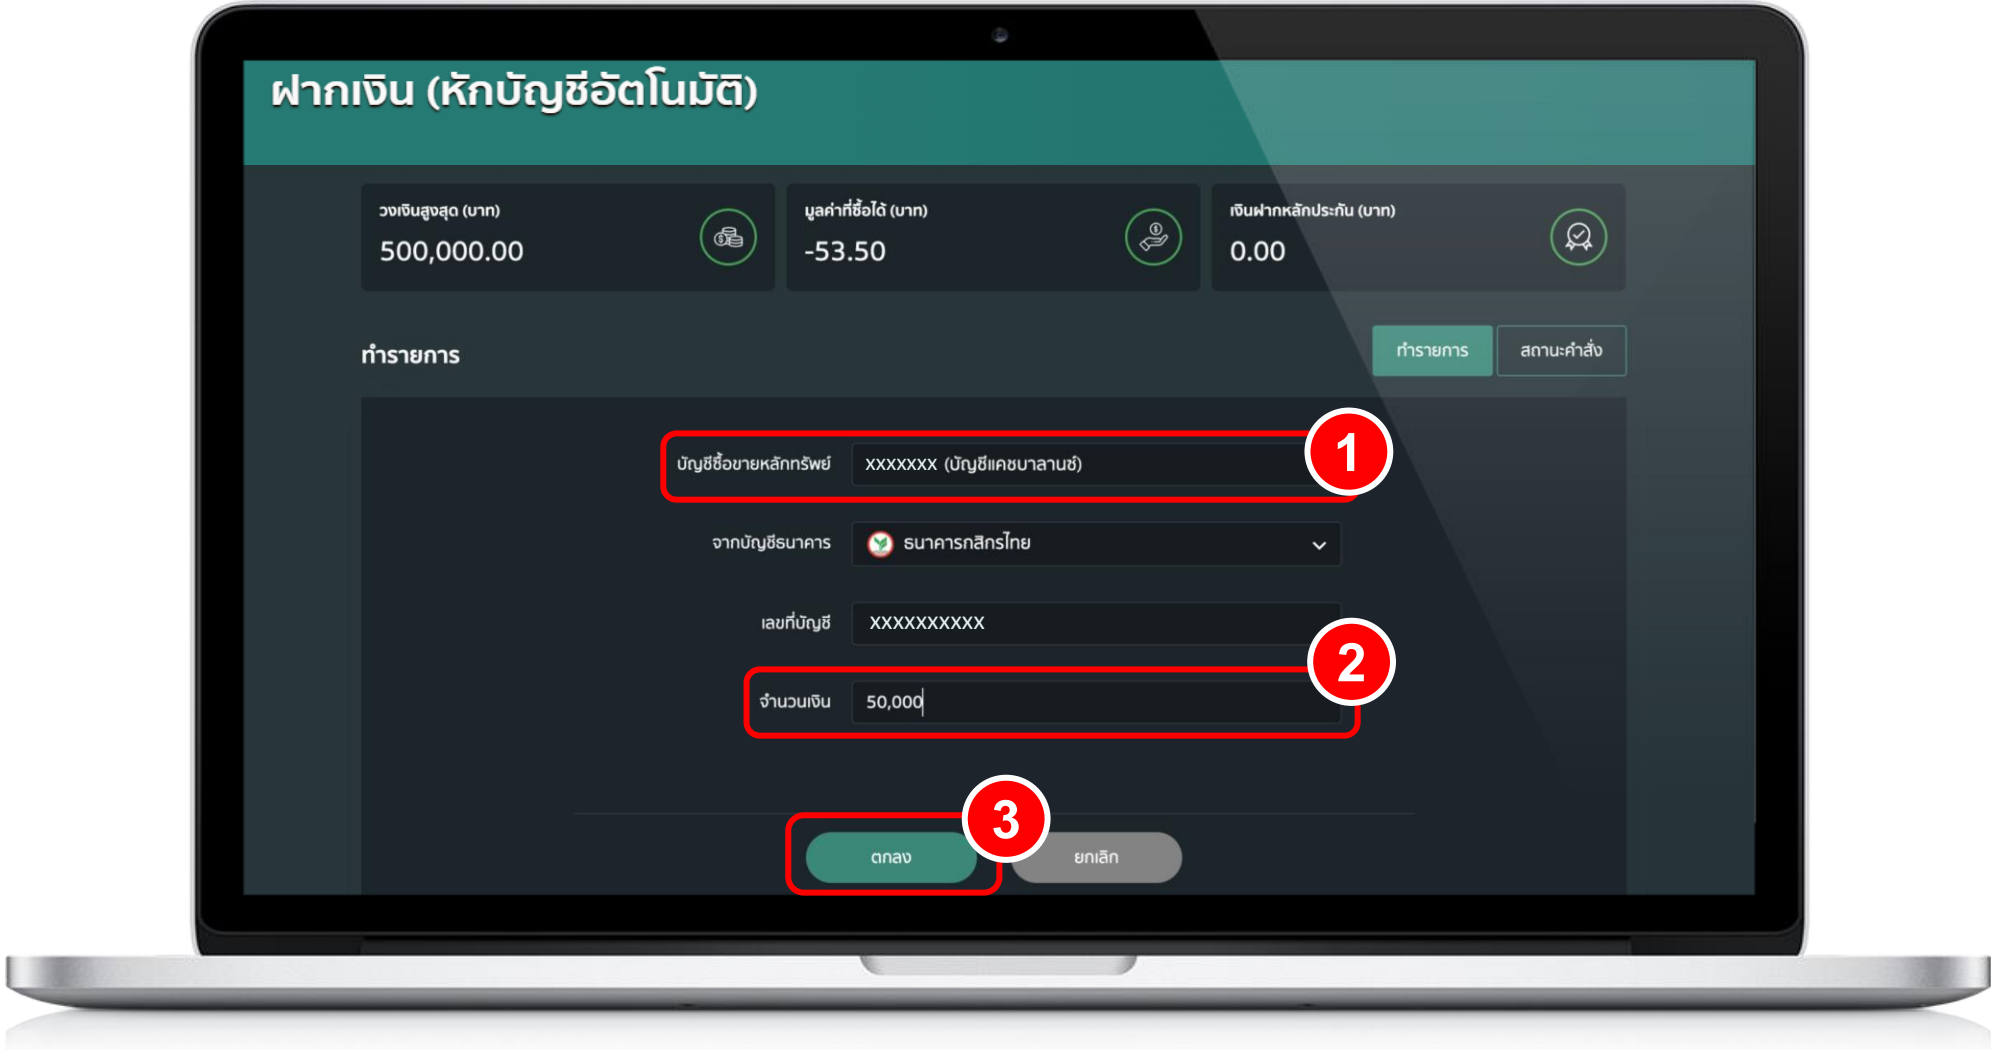 ฝากเงิน (หักบัญชีอัตโนมัติ)
วงเงินสูงสุด (บาท)
500,000.00
มูลค่าที่ซื้อได้ (บาท)
-53.50
เงินฝากหลักประกัน (บาท)
0.00
ทำรายการ
ทำรายการ
สถานะคำสั่ง
1
บัญชีซื้อขายหลักทรัพย์ xxxxxxx (บัญชีแคชบาลานซ์)
จากบัญชีธนาคาร ธนาคารกสิกรไทย
เลขที่บัญชี xxxxxxxxxx
2
จำนวนเงิน 50,000
3
ตกลง
ยกเลิก